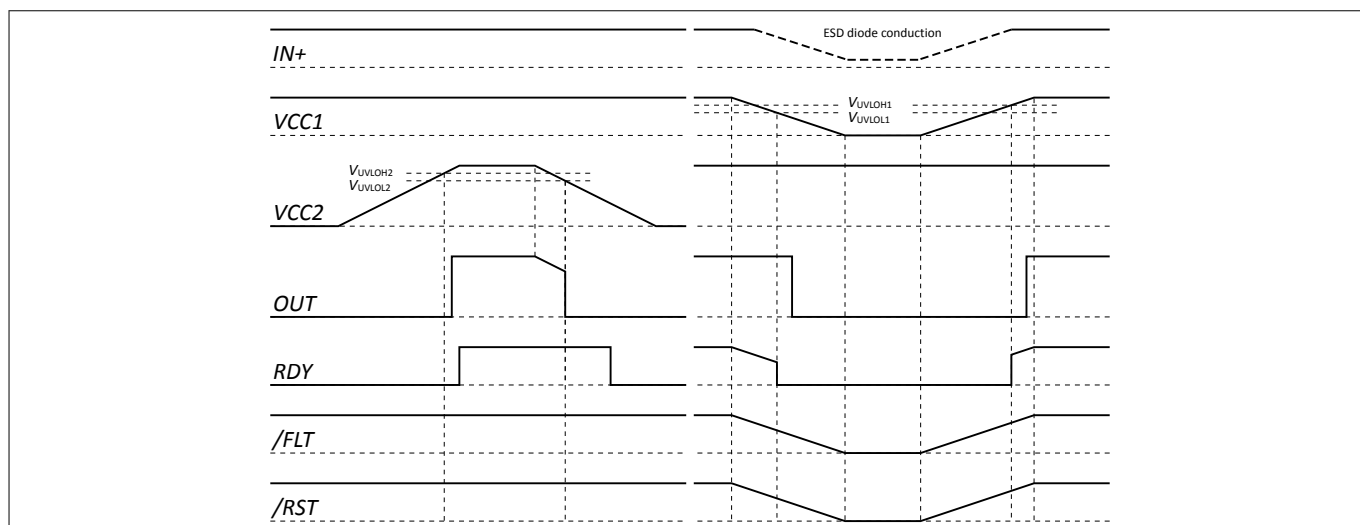 IN+
ESD diode conduction
VCC1
VUVLOH1
VUVLOL1
VCC2
VUVLOH2
VUVLOL2
OUT
RDY
/FLT
/RST